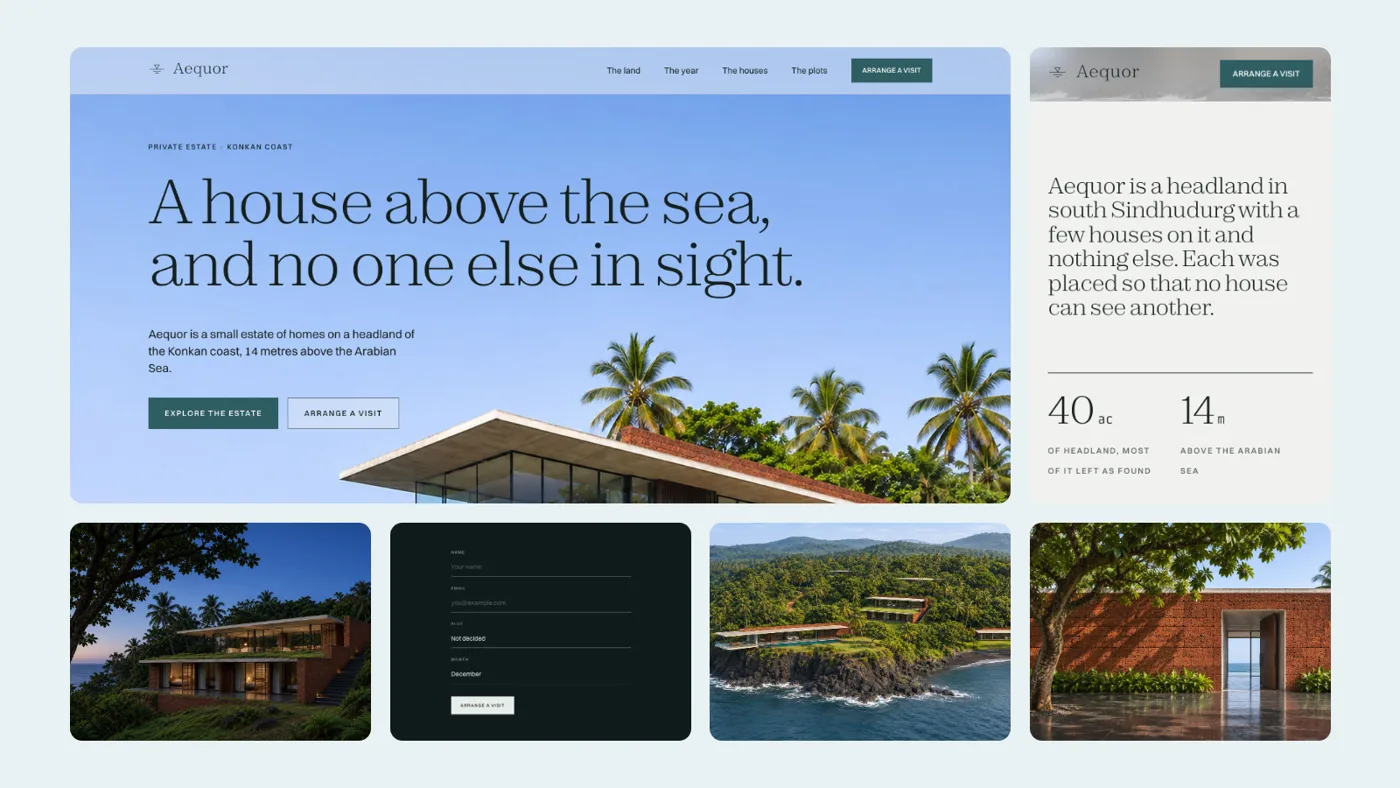 Aequor
The land
The year
The houses
The plots
ARRANGE A VISIT
PRIVATE ESTATE · KONKAN COAST
A house above the sea,
and no one else in sight.
Aequor is a small estate of homes on a headland of
the Konkan coast, 14 metres above the Arabian
Sea.
EXPLORE THE ESTATE
ARRANGE A VISIT
Aequor
ARRANGE A VISIT
Aequor is a headland in
south Sindhudurg with a
few houses on it and
nothing else. Each was
placed so that no house
can see another.
40 ac
OF HEADLAND, MOST
OF IT LEFT AS FOUND
14 m
ABOVE THE ARABIAN
SEA
NAME
Your name
EMAIL
you@example.com
PLOT
Not decided
MONTH
December
ARRANGE A VISIT